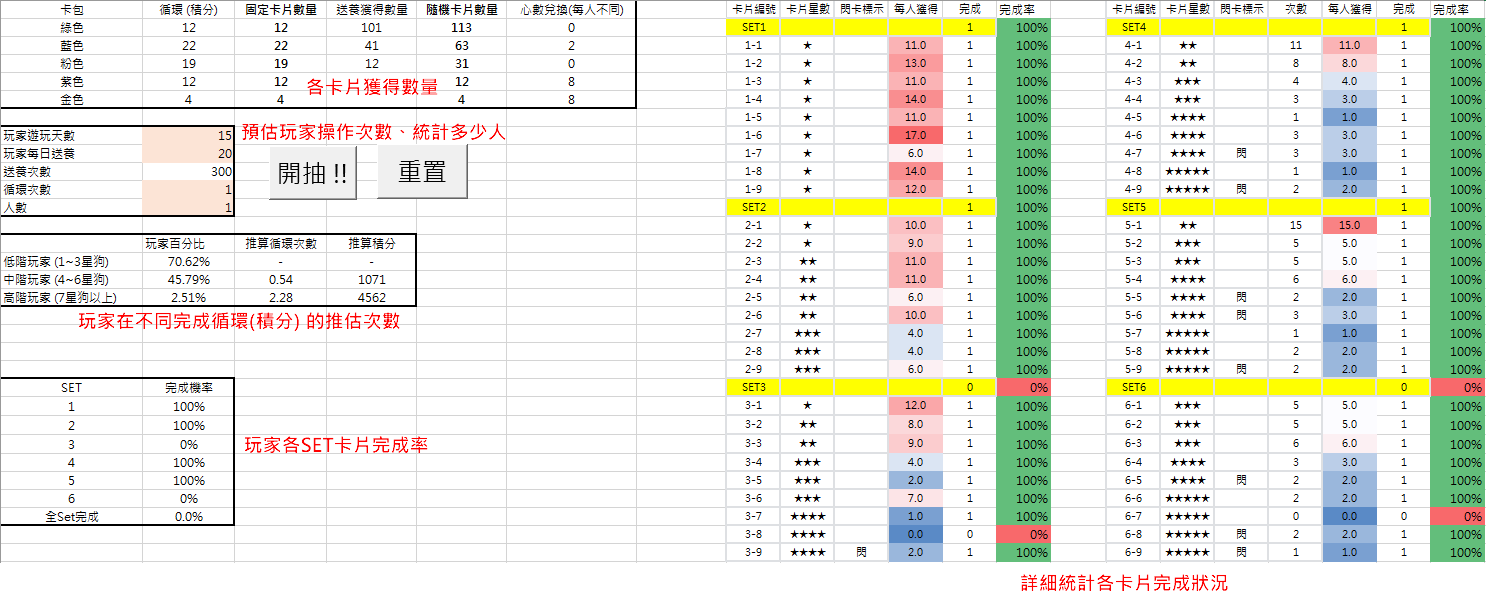 卡包 循環 (積分) 固定卡片數量 送養獲得數量 隨機卡片數量 心數兌換(每人不同)
綠色 12 12 101 113 0
藍色 22 22 41 63 2
粉色 19 19 12 31 0
紫色 12 12 12 8
金色 4 4 4 8
各卡片獲得數量
玩家遊玩天數 15
玩家每日送養 20
送養次數 300
循環次數 1
人數 1
預估玩家操作次數、統計多少人
開抽 !!
重置
玩家百分比 推算循環次數 推算積分
低階玩家 (1~3星狗) 70.62% - -
中階玩家 (4~6星狗) 45.79% 0.54 1071
高階玩家 (7星狗以上) 2.51% 2.28 4562
玩家在不同完成循環(積分) 的推估次數
SET 完成機率
1 100%
2 100%
3 0%
4 100%
5 100%
6 0%
全Set完成 0.0%
玩家各SET卡片完成率
卡片編號 卡片星數 閃卡標示 每人獲得 完成 完成率
SET1 1 100%
1-1 ★ 11.0 1 100%
1-2 ★ 13.0 1 100%
1-3 ★ 11.0 1 100%
1-4 ★ 14.0 1 100%
1-5 ★ 11.0 1 100%
1-6 ★ 17.0 1 100%
1-7 ★ 6.0 1 100%
1-8 ★ 14.0 1 100%
1-9 ★ 12.0 1 100%
SET2 1 100%
2-1 ★ 10.0 1 100%
2-2 ★ 9.0 1 100%
2-3 ★★ 11.0 1 100%
2-4 ★★ 11.0 1 100%
2-5 ★★ 6.0 1 100%
2-6 ★★ 10.0 1 100%
2-7 ★★★ 4.0 1 100%
2-8 ★★★ 4.0 1 100%
2-9 ★★★ 6.0 1 100%
SET3 0 0%
3-1 ★ 12.0 1 100%
3-2 ★★ 8.0 1 100%
3-3 ★★ 9.0 1 100%
3-4 ★★★ 4.0 1 100%
3-5 ★★★ 2.0 1 100%
3-6 ★★★ 7.0 1 100%
3-7 ★★★★ 1.0 1 100%
3-8 ★★★★ 0.0 0 0%
3-9 ★★★★ 閃 2.0 1 100%
卡片編號 卡片星數 閃卡標示 次數 每人獲得 完成 完成率
SET4 1 100%
4-1 ★★ 11 11.0 1 100%
4-2 ★★ 8 8.0 1 100%
4-3 ★★★ 4 4.0 1 100%
4-4 ★★★ 3 3.0 1 100%
4-5 ★★★★ 1 1.0 1 100%
4-6 ★★★★ 3 3.0 1 100%
4-7 ★★★★ 閃 3 3.0 1 100%
4-8 ★★★★★ 1 1.0 1 100%
4-9 ★★★★★ 閃 2 2.0 1 100%
SET5 1 100%
5-1 ★★ 15 15.0 1 100%
5-2 ★★★ 5 5.0 1 100%
5-3 ★★★ 5 5.0 1 100%
5-4 ★★★★ 6 6.0 1 100%
5-5 ★★★★ 閃 2 2.0 1 100%
5-6 ★★★★ 閃 3 3.0 1 100%
5-7 ★★★★★ 1 1.0 1 100%
5-8 ★★★★★ 2 2.0 1 100%
5-9 ★★★★★ 閃 2 2.0 1 100%
SET6 0 0%
6-1 ★★★ 5 5.0 1 100%
6-2 ★★★ 5 5.0 1 100%
6-3 ★★★ 6 6.0 1 100%
6-4 ★★★★ 3 3.0 1 100%
6-5 ★★★★ 閃 2 2.0 1 100%
6-6 ★★★★★ 2 2.0 1 100%
6-7 ★★★★★ 0 0.0 0 0%
6-8 ★★★★★ 閃 2 2.0 1 100%
6-9 ★★★★★ 閃 1 1.0 1 100%
詳細統計各卡片完成狀況